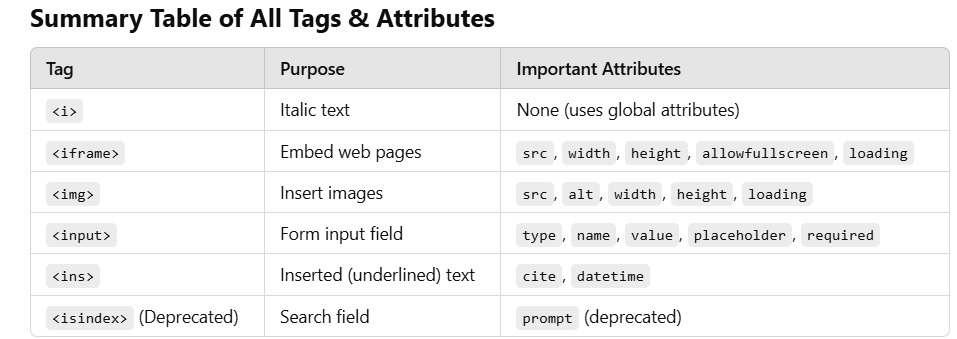 Summary Table of All Tags & Attributes
Tag Purpose Important Attributes
<i> Italic text None (uses global attributes)
<iframe> Embed web pages src, width, height, allowfullscreen, loading
<img> Insert images src, alt, width, height, loading
<input> Form input field type, name, value, placeholder, required
<ins> Inserted (underlined) text cite, datetime
<isindex> (Deprecated) Search field prompt (deprecated)